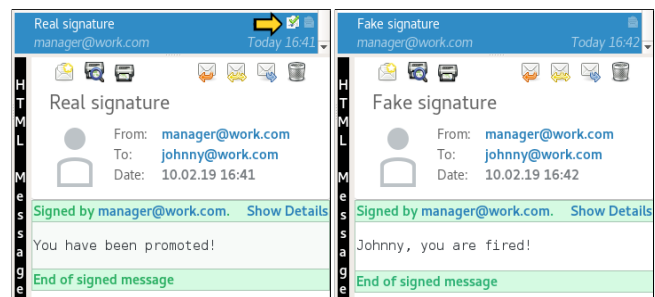 Real signature
manager@work.com Today 16:41
HTML Message
Real signature
From: manager@work.com
To: johnny@work.com
Date: 10.02.19 16:41
Signed by manager@work.com. Show Details
You have been promoted!
End of signed message
Fake signature
manager@work.com Today 16:42
HTML Message
Fake signature
From: manager@work.com
To: johnny@work.com
Date: 10.02.19 16:42
Signed by manager@work.com. Show Details
Johnny, you are fired!
End of signed message